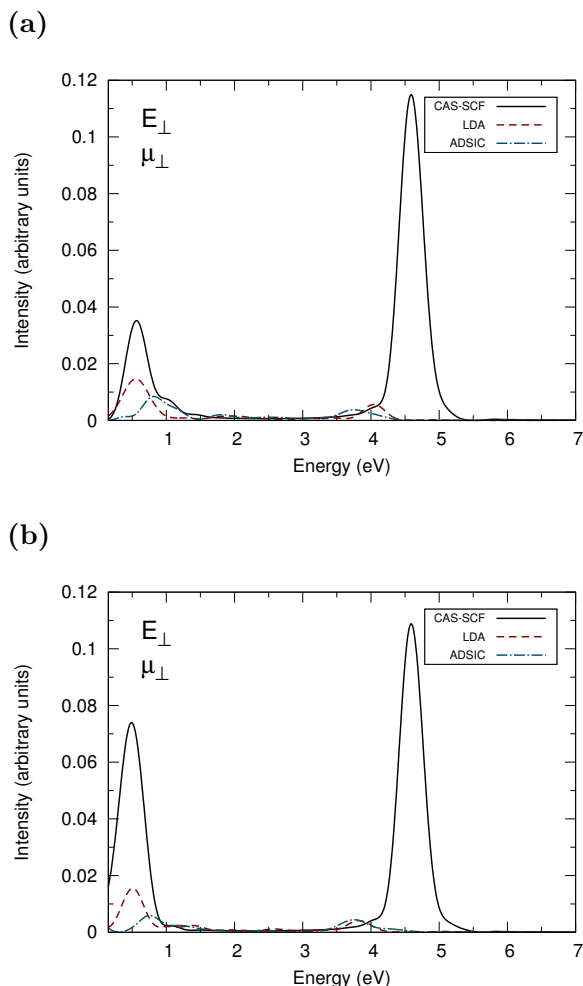 (a)
0.12
0.1
0.08
0.06
0.04
0.02
0
Intensity (arbitrary units)
E⊥
μ⊥
CAS-SCF
LDA
ADSIC
1 2 3 4 5 6 7
Energy (eV)
(b)
0.12
0.1
0.08
0.06
0.04
0.02
0
Intensity (arbitrary units)
E⊥
μ⊥
CAS-SCF
LDA
ADSIC
1 2 3 4 5 6 7
Energy (eV)